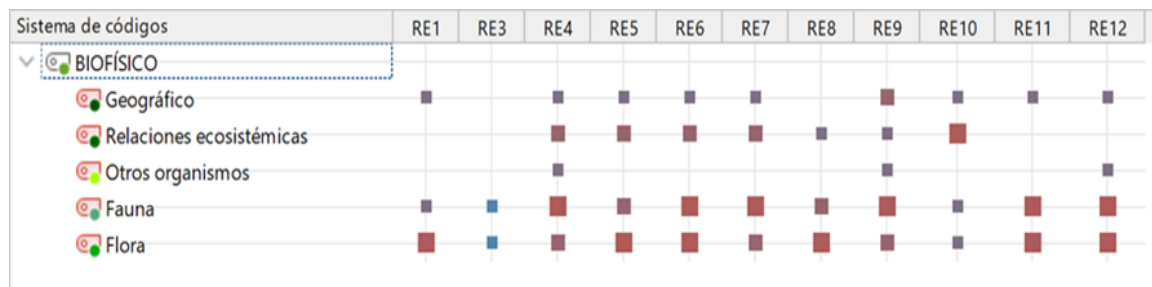 Sistema de códigos RE1 RE3 RE4 RE5 RE6 RE7 RE8 RE9 RE10 RE11 RE12
BIOFÍSICO
Geográfico
Relaciones ecosistémicas
Otros organismos
Fauna
Flora